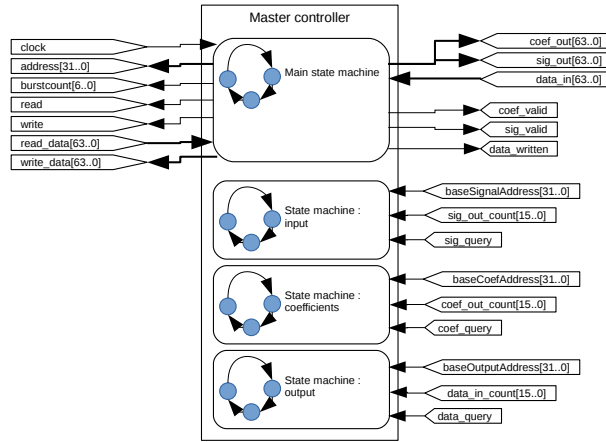 Master controller
clock
address[31..0]
burstcount[6..0]
read
write
read_data[63..0]
write_data[63..0]
Main state machine
coef_out[63..0]
sig_out[63..0]
data_in[63..0]
coef_valid
sig_valid
data_written
State machine :
input
baseSignalAddress[31..0]
sig_out_count[15..0]
sig_query
State machine :
coefficients
baseCoefAddress[31..0]
coef_out_count[15..0]
coef_query
State machine :
output
baseOutputAddress[31..0]
data_in_count[15..0]
data_query